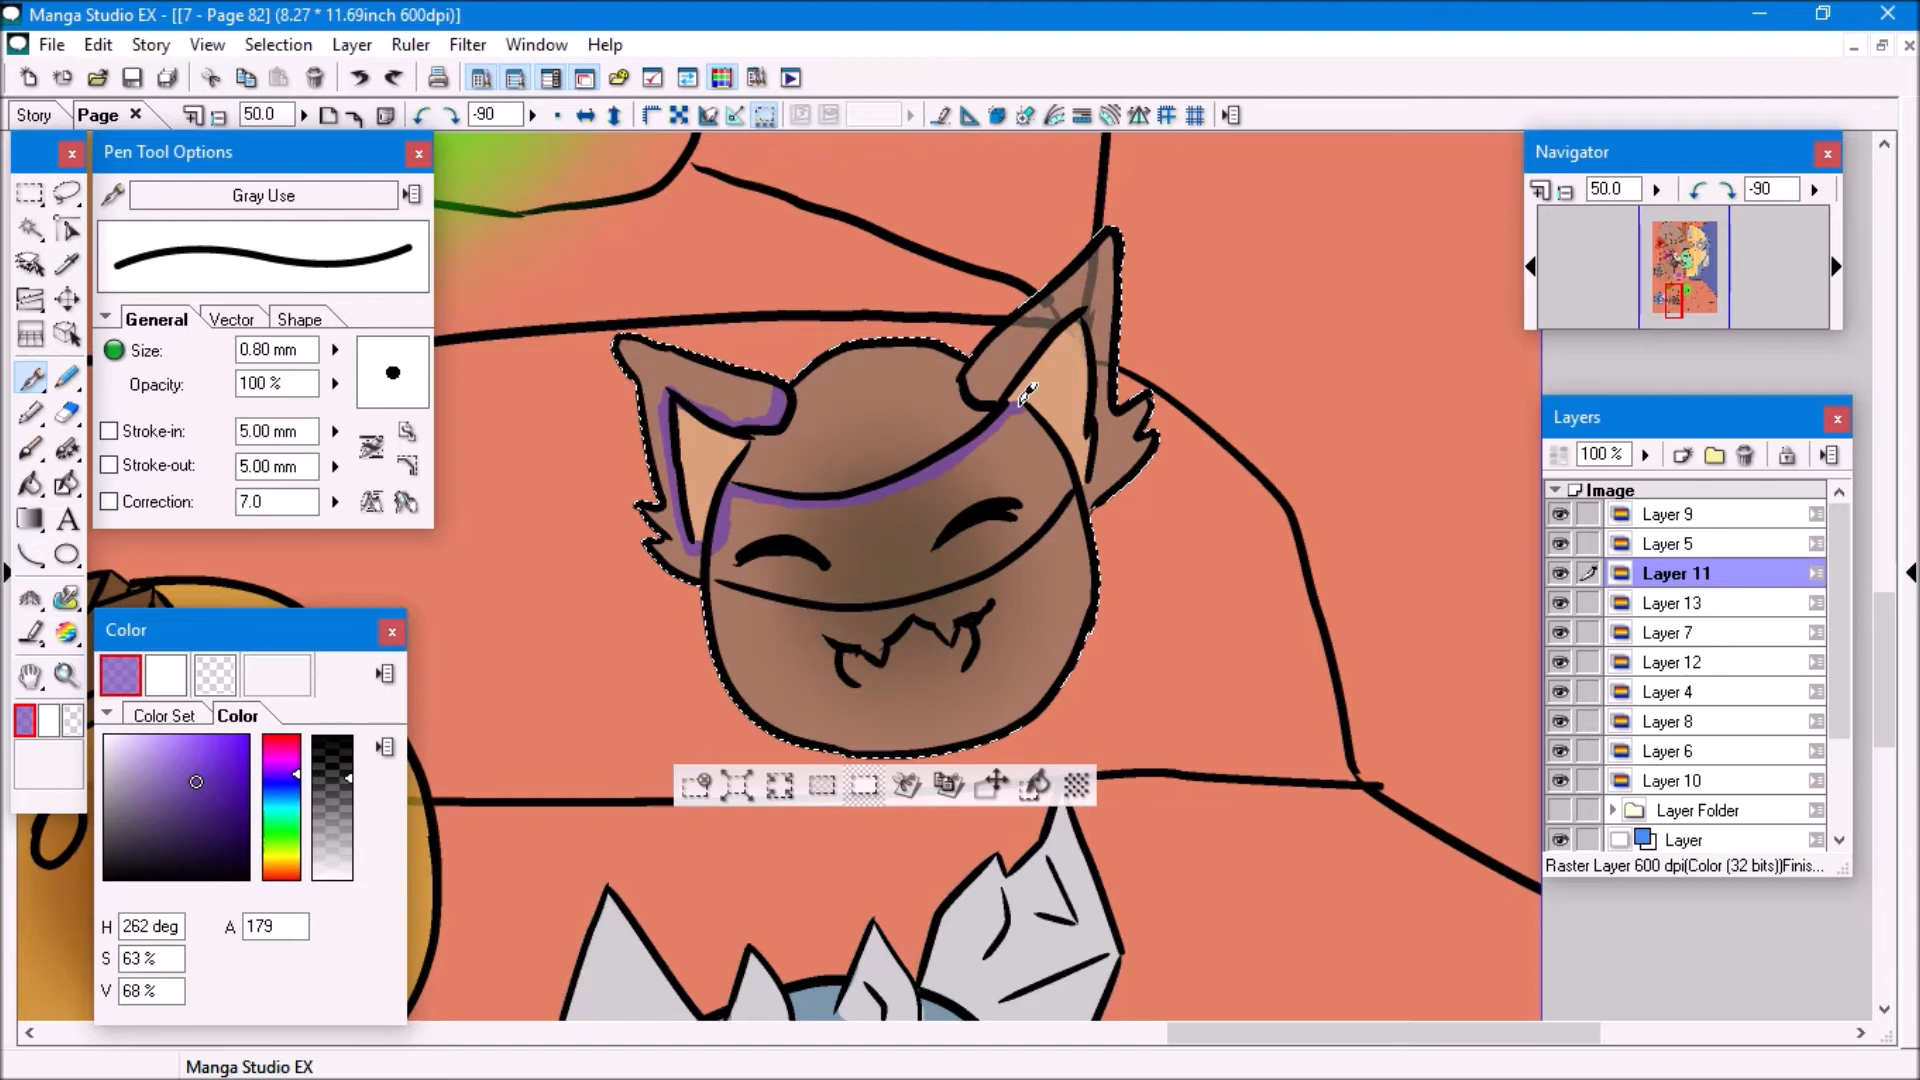 Manga Studio EX - [[7 - Page 82] (8.27 * 11.69inch 600dpi)]
File Edit Story View Selection Layer Ruler Filter Window Help
Story Page 50.0 -90
Pen Tool Options
Gray Use
General Vector Shape
Size: 0.80 mm
Opacity: 100 %
Stroke-in: 5.00 mm
Stroke-out: 5.00 mm
Correction: 7.0
A
Color
Color Set Color
H 262 deg A 179
S 63 %
V 68 %
Navigator
50.0 -90
Layers
100 %
Image
Layer 9
Layer 5
Layer 11
Layer 13
Layer 7
Layer 12
Layer 4
Layer 8
Layer 6
Layer 10
Layer Folder
Layer
Raster Layer 600 dpi(Color (32 bits))Finis...
Manga Studio EX